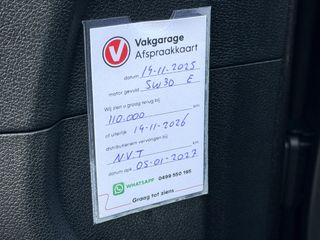 Vakgarage
Afspraakkaart
datum 14-11-2025
motor gevuld 5W30 E
Wij zien u graag terug bij
110.000 km
of uiterlijk 14-11-2026
distributieriem vervangen bij
N.V.T km
datum apk 05-01-2027
WHATSAPP 0499 550 195
Graag tot ziens